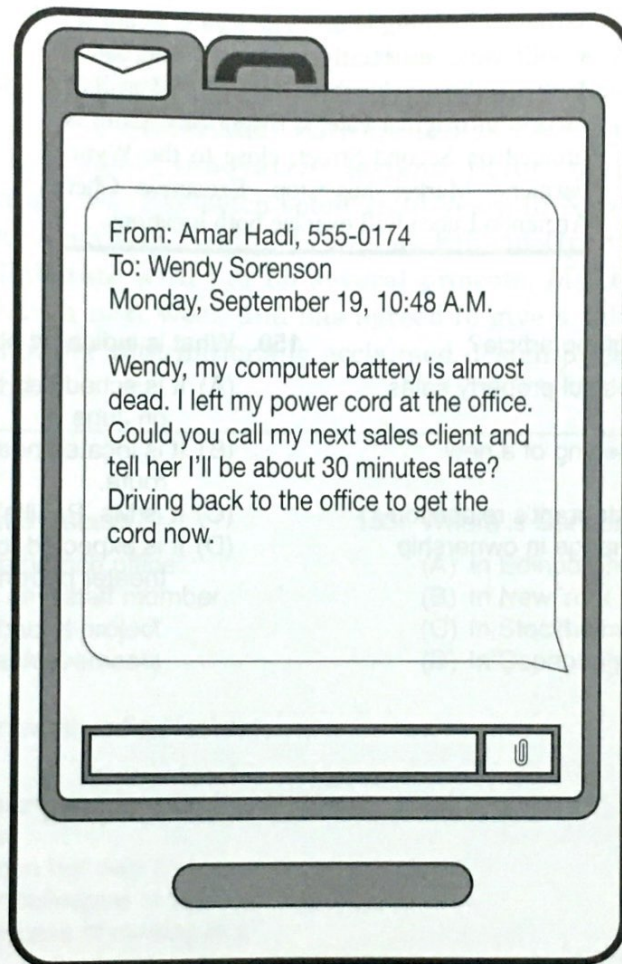 From: Amar Hadi, 555-0174
To: Wendy Sorenson
Monday, September 19, 10:48 A.M.
Wendy, my computer battery is almost
dead. I left my power cord at the office.
Could you call my next sales client and
tell her I'll be about 30 minutes late?
Driving back to the office to get the
cord now.